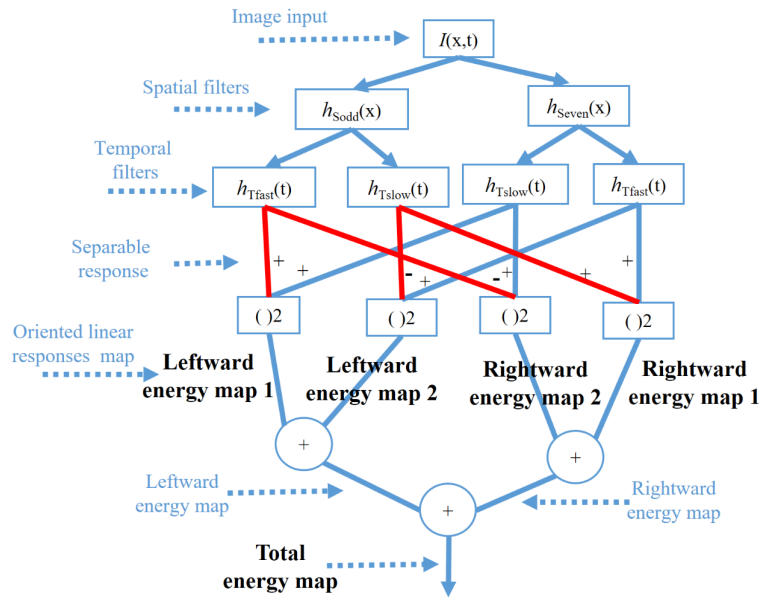 Image input
I(x,t)
Spatial filters
hSodd(x)
hSeven(x)
Temporal
filters
hTfast(t)
hTslow(t)
hTslow(t)
hTfast(t)
Separable
response
+
+
-
+
-
+
+
+
( )2
( )2
( )2
( )2
Oriented linear
responses map
Leftward
energy map 1
Leftward
energy map 2
Rightward
energy map 2
Rightward
energy map 1
+
+
Leftward
energy map
+
Rightward
energy map
Total
energy map